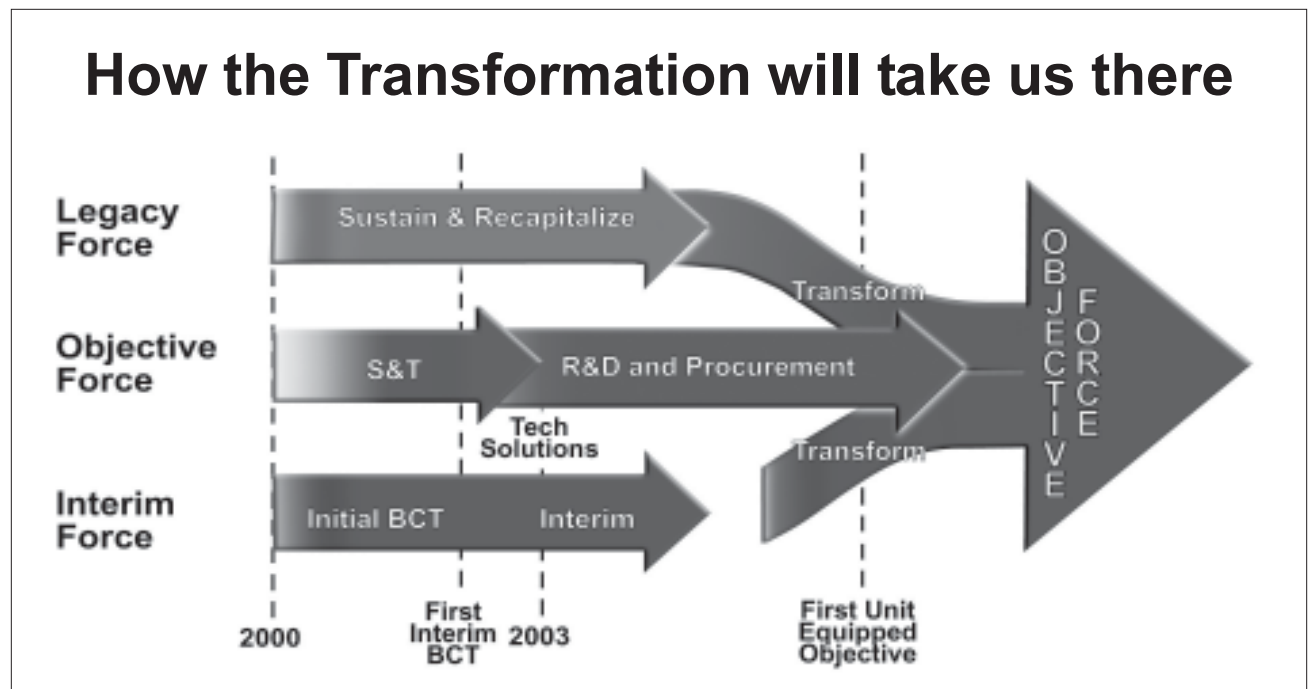 How the Transformation will take us there
Legacy
Force
Sustain & Recapitalize
Transform
Objective
Force
S&T
R&D and Procurement
Tech
Solutions
Transform
Interim
Force
Initial BCT
Interim
OBJECTIVE
FORCE
2000
First
Interim
BCT
2003
First Unit
Equipped
Objective